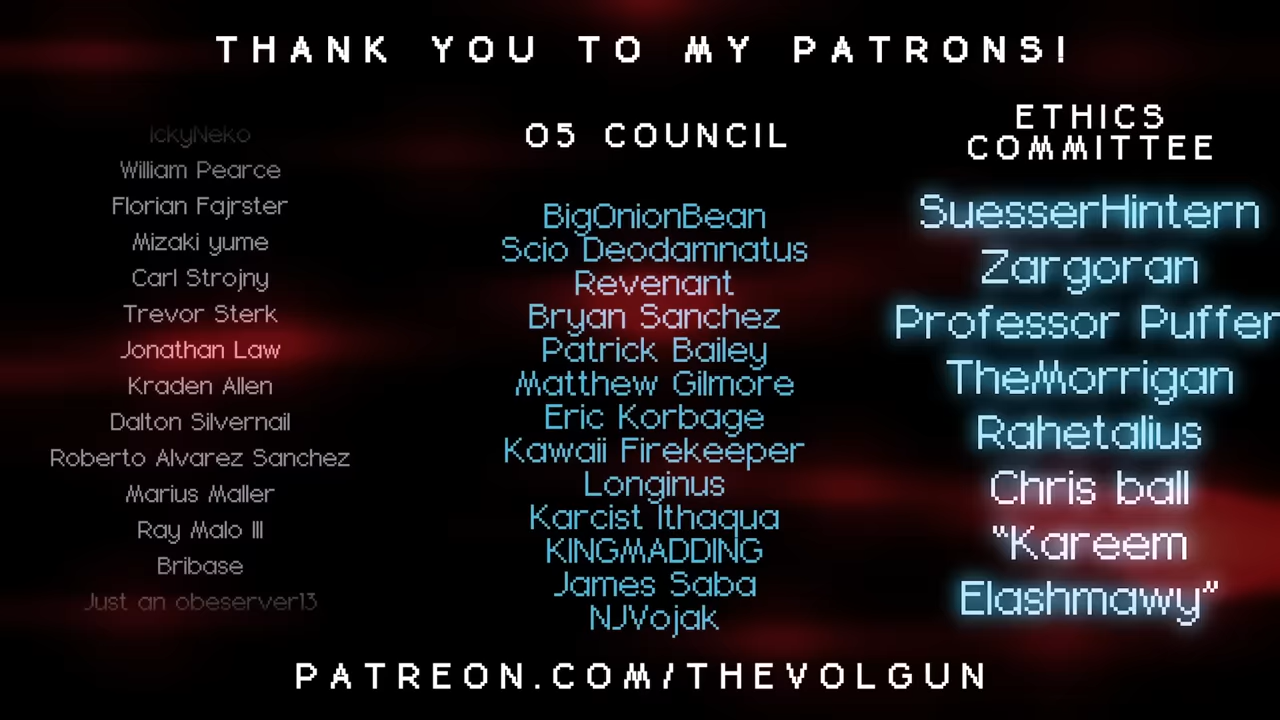 THANK YOU TO MY PATRONS!
IckyNeko
William Pearce
Florian Fajrster
Mizaki yume
Carl Strojny
Trevor Sterk
Jonathan Law
Kraden Allen
Dalton Silvernail
Roberto Alvarez Sanchez
Marius Maller
Ray Malo III
Bribase
Just an obeserver13
O5 COUNCIL
BigOnionBean
Scio Deodamnatus
Revenant
Bryan Sanchez
Patrick Bailey
Matthew Gilmore
Eric Korbage
Kawaii Firekeeper
Longinus
Karcist Ithaqua
KINGMADDING
James Saba
NJVojak
ETHICS
COMMITTEE
SuesserHintern
Zargoran
Professor Puffer
TheMorrigan
Rahetalius
Chris ball
"Kareem
Elashmawy"
PATREON.COM/THEVOLGUN